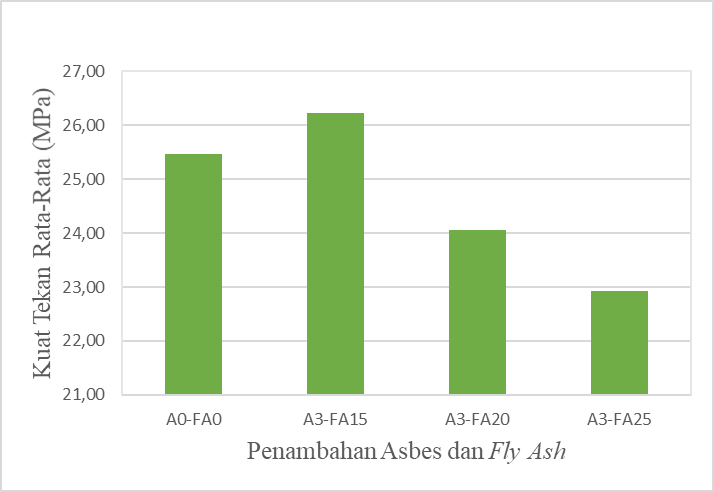 Kuat Tekan Rata-Rata (MPa)
27,00
26,00
25,00
24,00
23,00
22,00
21,00
A0-FA0
A3-FA15
A3-FA20
A3-FA25
Penambahan Asbes dan Fly Ash